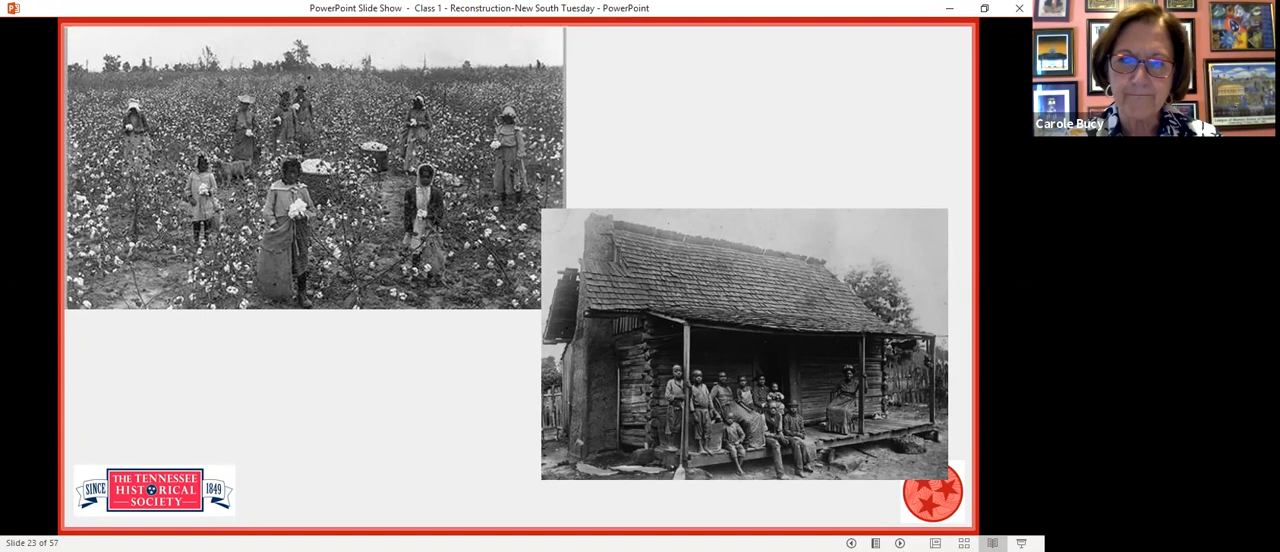 PowerPoint Slide Show - Class 1 - Reconstruction-New South Tuesday - PowerPoint
Carole Bucy
SINCE
THE TENNESSEE
HISTORICAL
SOCIETY
1849
Slide 23 of 57